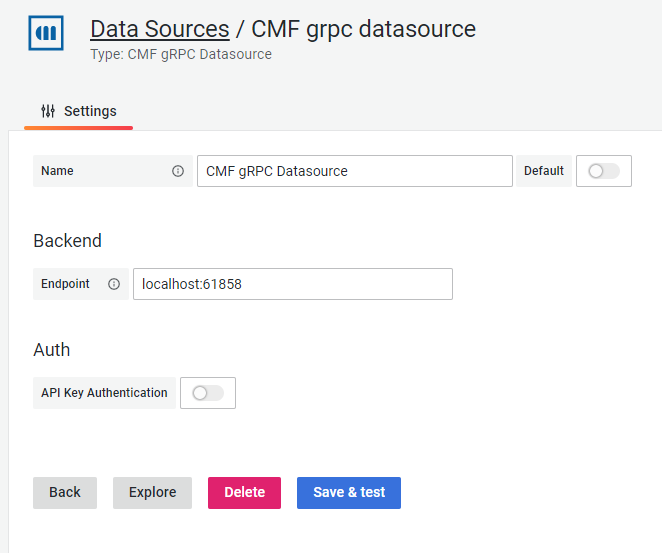 Data Sources / CMF grpc datasource
Type: CMF gRPC Datasource
Settings
Name CMF gRPC Datasource Default
Backend
Endpoint localhost:61858
Auth
API Key Authentication
Back Explore Delete Save & test